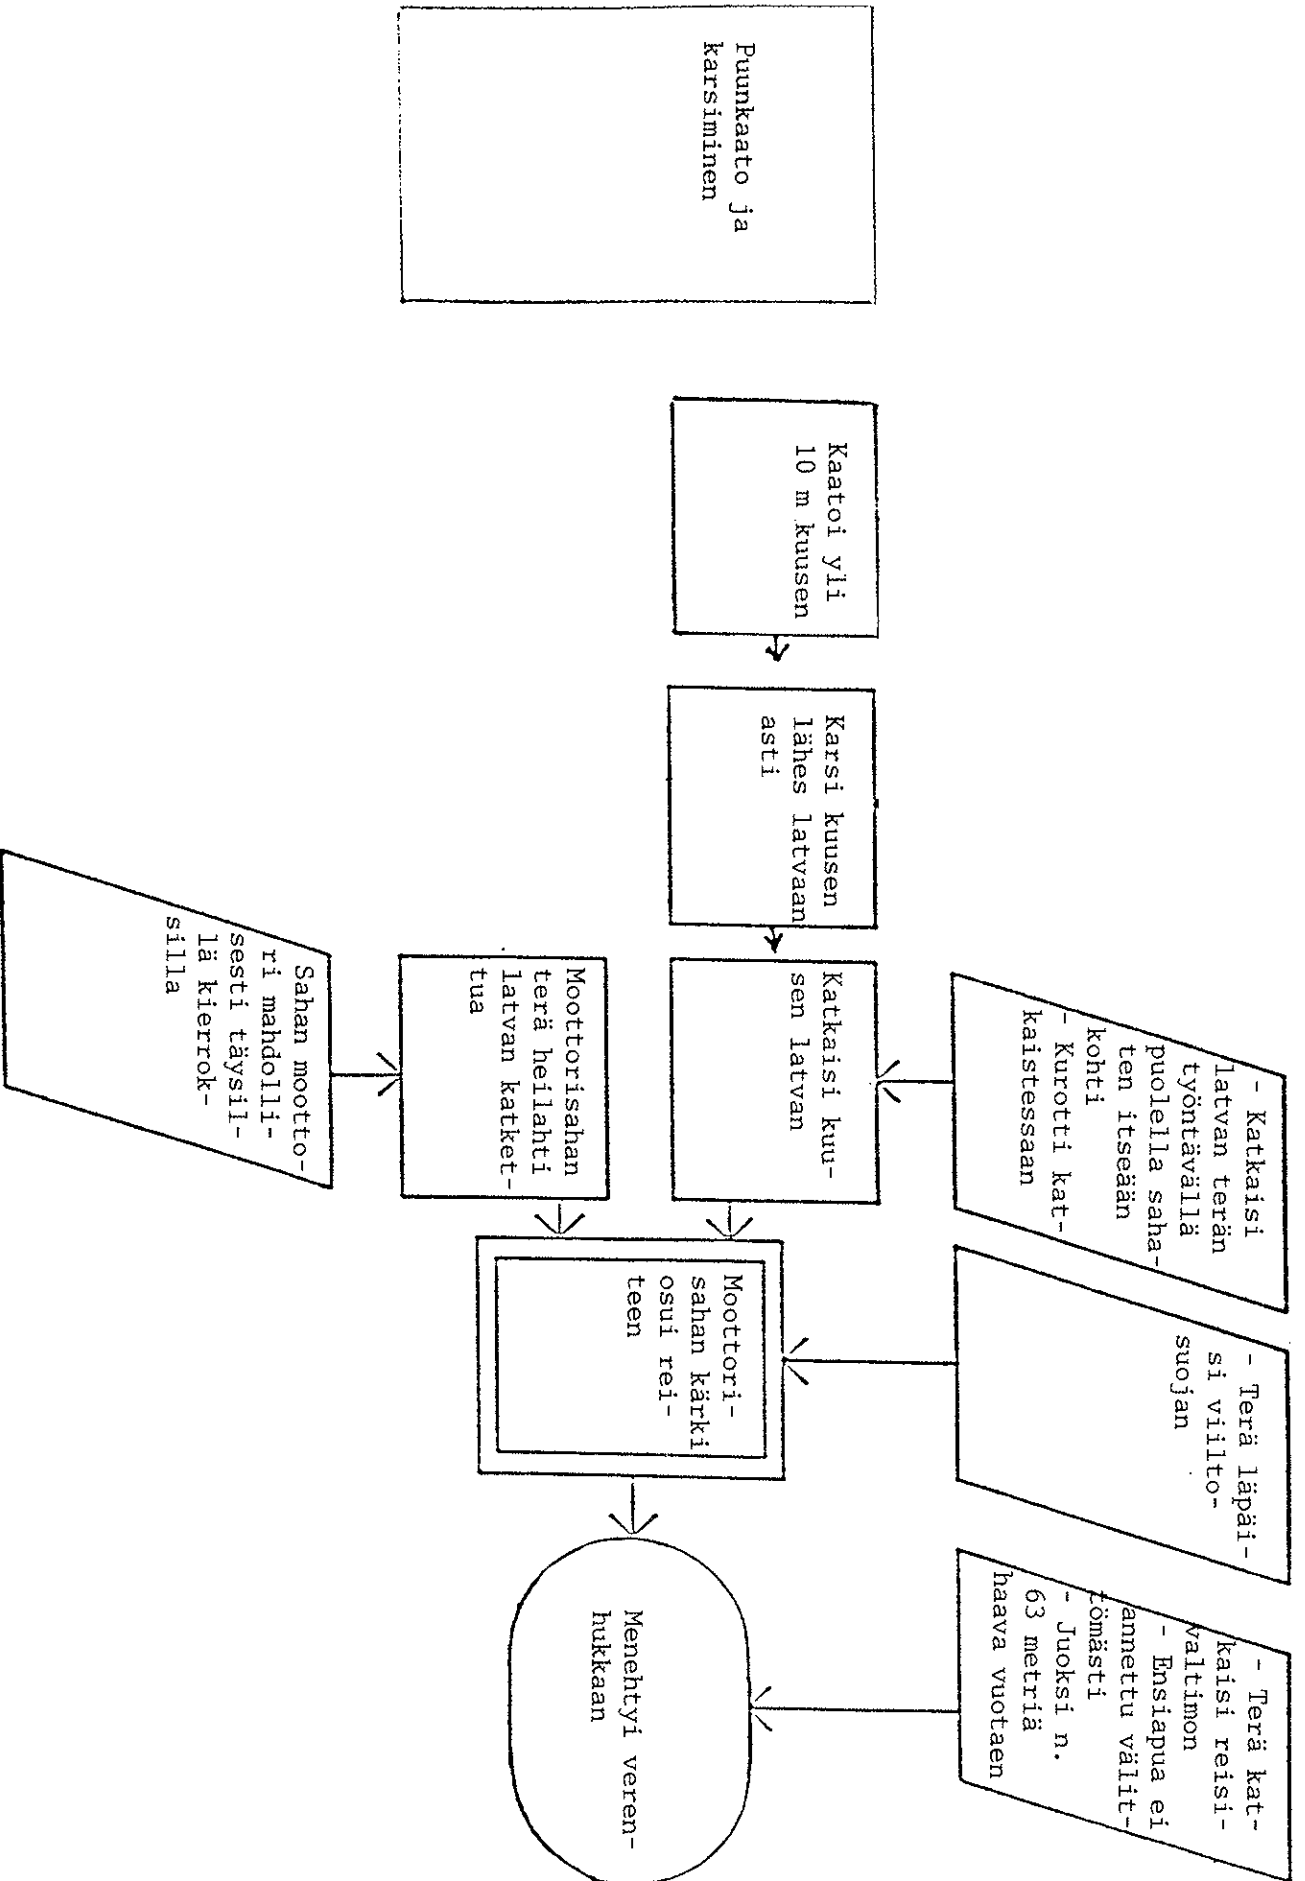 Puunkaato ja
karsiminen
Kaatoi yli
10 m kuusen
Karsi kuusen
lähes latvaan
asti
Katkaisi kuu-
sen latvan
- Katkaisi
latvan terän
työntävällä
puolella saha-
ten itseään
kohti
- Kurotti kat-
kaistessaan
Moottorisahan
terä heilahti
latvan katket-
tua
Sahan mootto-
ri mahdolli-
sesti täysil-
lä kierrok-
silla
Moottori-
sahan kärki
osui rei-
teen
- Terä läpäi-
si viilto-
suojan
Menehtyi veren-
hukkaan
- Terä kat-
kaisi reisi-
valtimon
- Ensiapua ei
annettu välit-
tömästi
- Juoksi n.
63 metriä
haava vuotaen